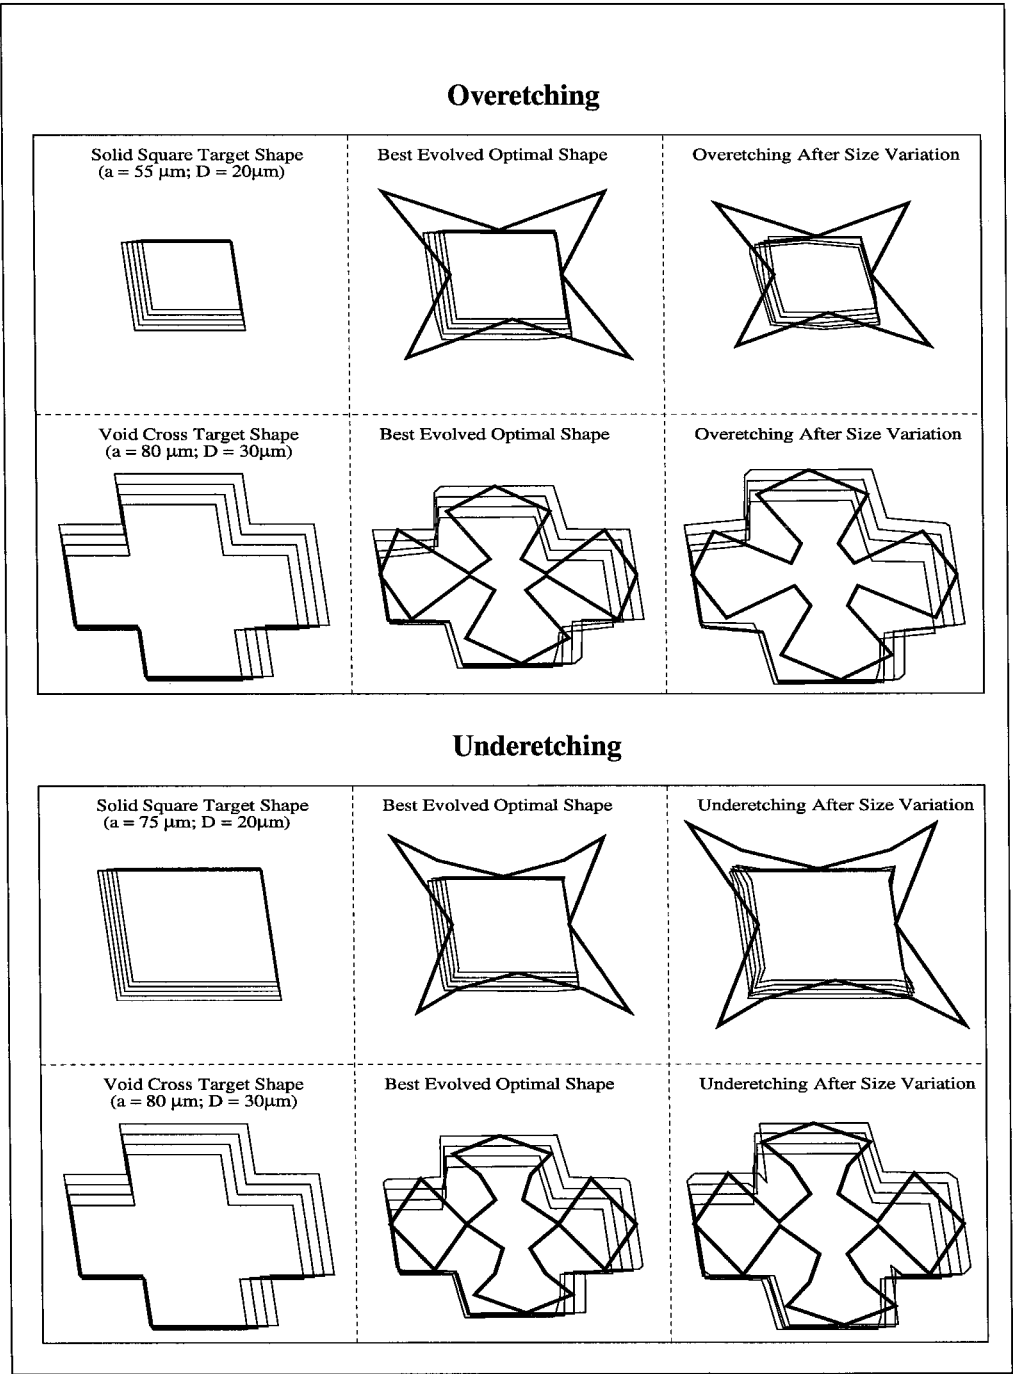 Overetching
Solid Square Target Shape
(a = 55 µm; D = 20µm)
Best Evolved Optimal Shape
Overetching After Size Variation
Void Cross Target Shape
(a = 80 µm; D = 30µm)
Best Evolved Optimal Shape
Overetching After Size Variation
Underetching
Solid Square Target Shape
(a = 75 µm; D = 20µm)
Best Evolved Optimal Shape
Underetching After Size Variation
Void Cross Target Shape
(a = 80 µm; D = 30µm)
Best Evolved Optimal Shape
Underetching After Size Variation